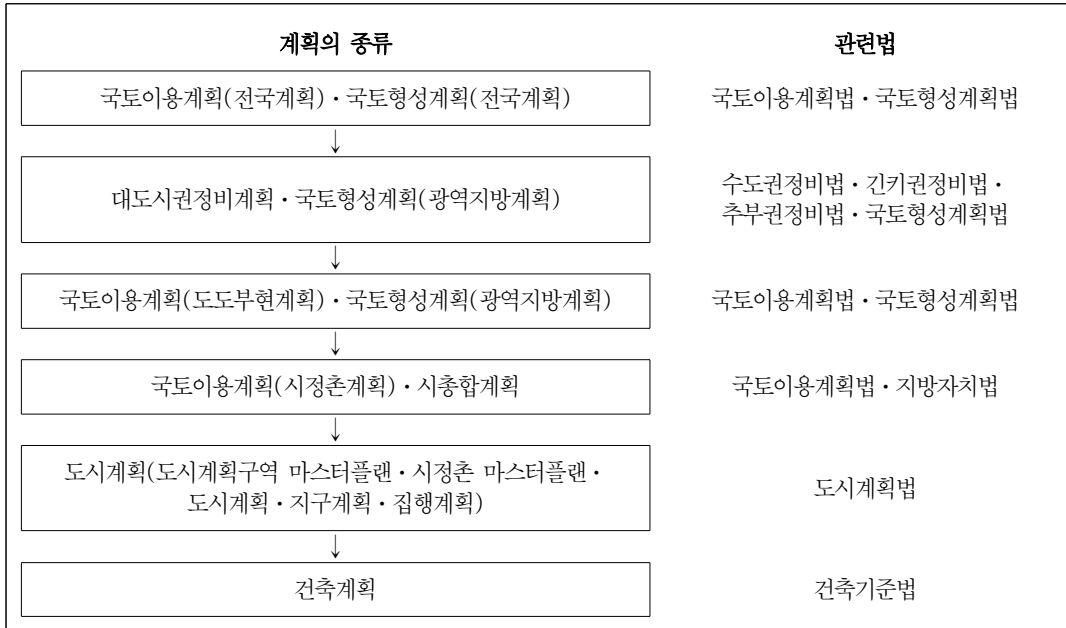 계획의 종류 관련법
국토이용계획(전국계획)・국토형성계획(전국계획) 국토이용계획법・국토형성계획법
↓
대도시권정비계획・국토형성계획(광역지방계획) 수도권정비법・긴키권정비법・
추부권정비법・국토형성계획법
↓
국토이용계획(도도부현계획)・국토형성계획(광역지방계획) 국토이용계획법・국토형성계획법
↓
국토이용계획(시정촌계획)・시총합계획 국토이용계획법・지방자치법
↓
도시계획(도시계획구역 마스터플랜・시정촌 마스터플랜・
도시계획・지구계획・집행계획) 도시계획법
↓
건축계획 건축기준법